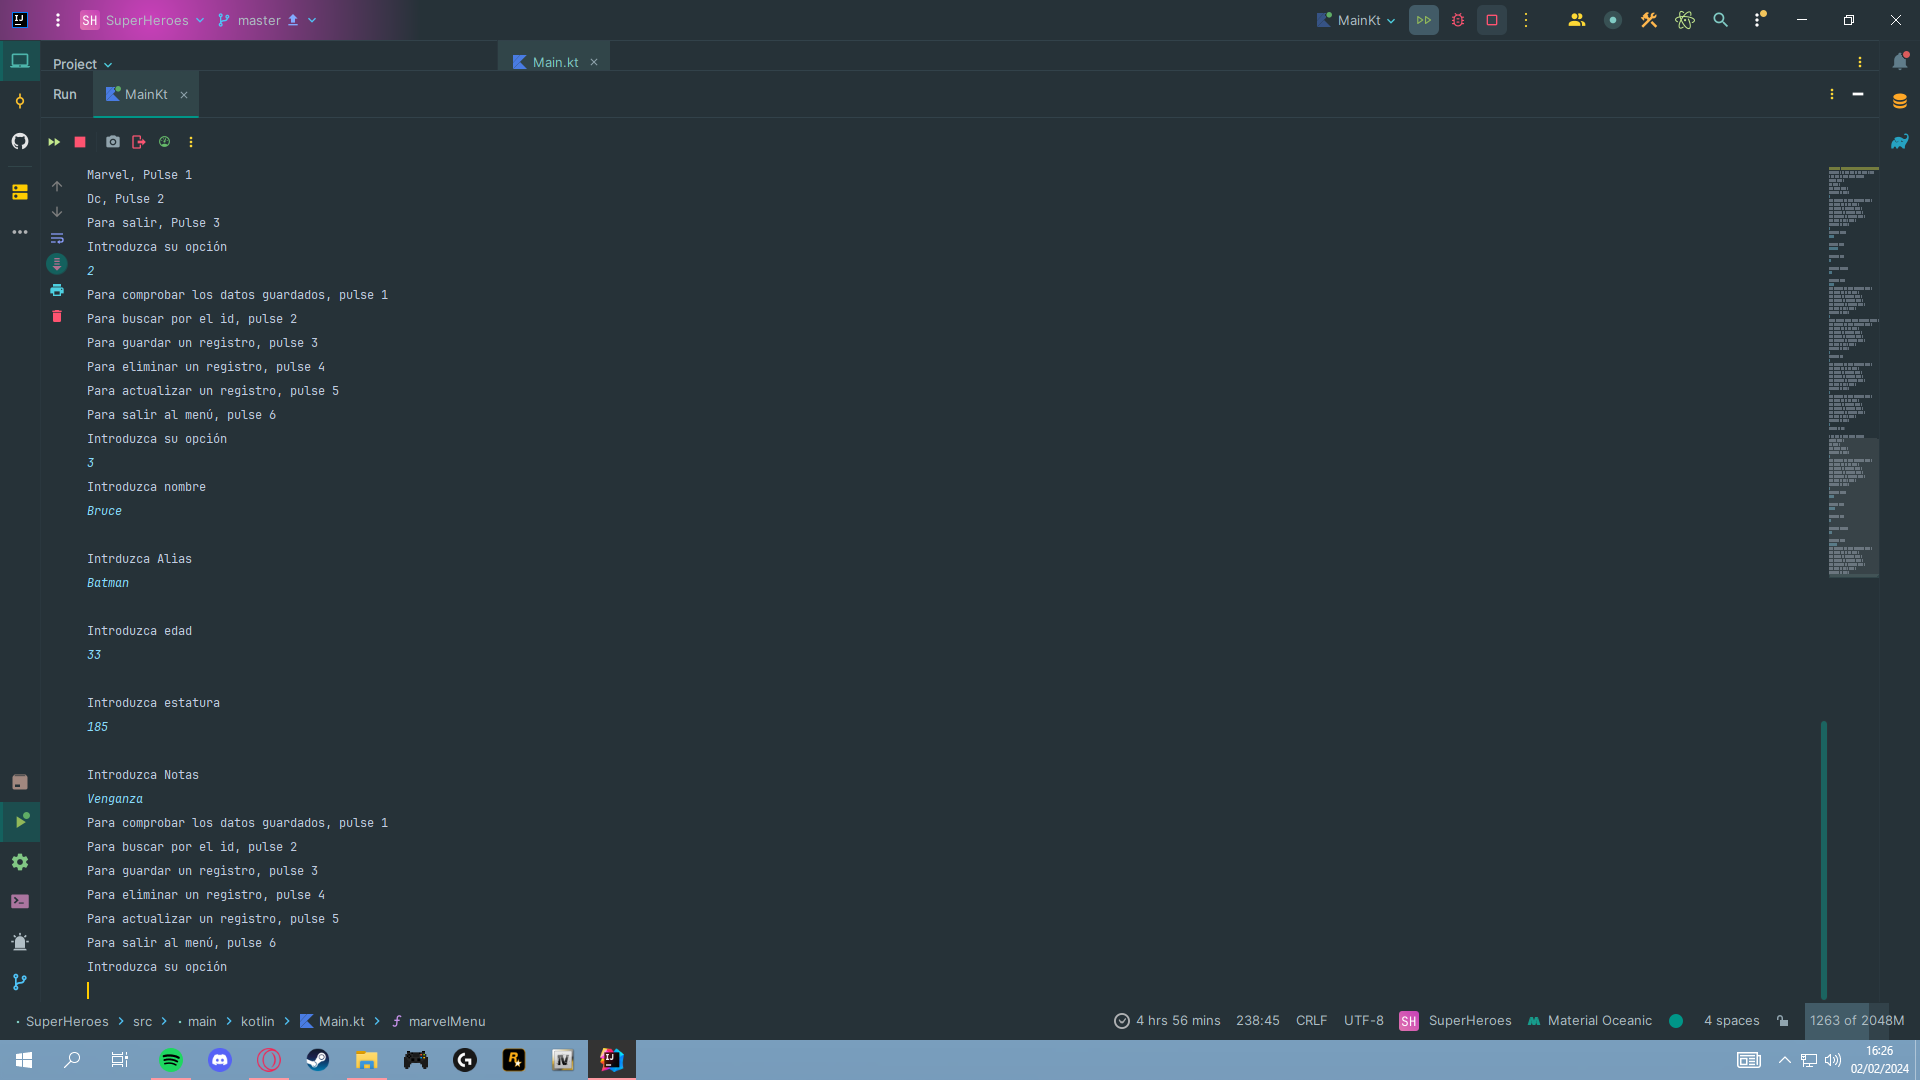 SH SuperHeroes master MainKt
Project Main.kt
Run MainKt
Marvel, Pulse 1
Dc, Pulse 2
Para salir, Pulse 3
Introduzca su opción
2
Para comprobar los datos guardados, pulse 1
Para buscar por el id, pulse 2
Para guardar un registro, pulse 3
Para eliminar un registro, pulse 4
Para actualizar un registro, pulse 5
Para salir al menú, pulse 6
Introduzca su opción
3
Introduzca nombre
Bruce
Intrduzca Alias
Batman
Introduzca edad
33
Introduzca estatura
185
Introduzca Notas
Venganza
Para comprobar los datos guardados, pulse 1
Para buscar por el id, pulse 2
Para guardar un registro, pulse 3
Para eliminar un registro, pulse 4
Para actualizar un registro, pulse 5
Para salir al menú, pulse 6
Introduzca su opción
SuperHeroes > src > main > kotlin > Main.kt > marvelMenu 4 hrs 56 mins 238:45 CRLF UTF-8 SH SuperHeroes Material Oceanic 4 spaces 1263 of 2048M
16:26
02/02/2024